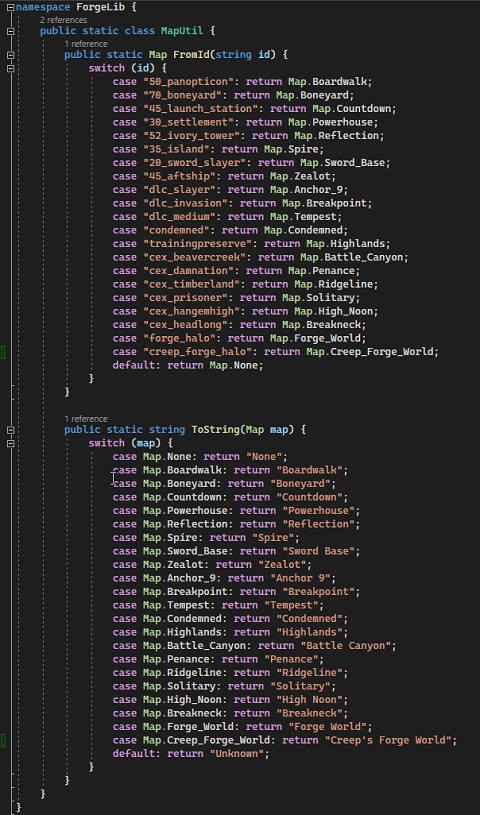 namespace ForgeLib {
2 references
public static class MapUtil {
1 reference
public static Map FromId(string id) {
switch (id) {
case "50_panopticon": return Map.Boardwalk;
case "70_boneyard": return Map.Boneyard;
case "45_launch_station": return Map.Countdown;
case "30_settlement": return Map.Powerhouse;
case "52_ivory_tower": return Map.Reflection;
case "35_island": return Map.Spire;
case "20_sword_slayer": return Map.Sword_Base;
case "45_aftship": return Map.Zealot;
case "dlc_slayer": return Map.Anchor_9;
case "dlc_invasion": return Map.Breakpoint;
case "dlc_medium": return Map.Tempest;
case "condemned": return Map.Condemned;
case "trainingpreserve": return Map.Highlands;
case "cex_beavercreek": return Map.Battle_Canyon;
case "cex_damnation": return Map.Penance;
case "cex_timberland": return Map.Ridgeline;
case "cex_prisoner": return Map.Solitary;
case "cex_hangemhigh": return Map.High_Noon;
case "cex_headlong": return Map.Breakneck;
case "forge_halo": return Map.Forge_World;
case "creep_forge_halo": return Map.Creep_Forge_World;
default: return Map.None;
}
}
1 reference
public static string ToString(Map map) {
switch (map) {
case Map.None: return "None";
case Map.Boardwalk: return "Boardwalk";
case Map.Boneyard: return "Boneyard";
case Map.Countdown: return "Countdown";
case Map.Powerhouse: return "Powerhouse";
case Map.Reflection: return "Reflection";
case Map.Spire: return "Spire";
case Map.Sword_Base: return "Sword Base";
case Map.Zealot: return "Zealot";
case Map.Anchor_9: return "Anchor 9";
case Map.Breakpoint: return "Breakpoint";
case Map.Tempest: return "Tempest";
case Map.Condemned: return "Condemned";
case Map.Highlands: return "Highlands";
case Map.Battle_Canyon: return "Battle Canyon";
case Map.Penance: return "Penance";
case Map.Ridgeline: return "Ridgeline";
case Map.Solitary: return "Solitary";
case Map.High_Noon: return "High Noon";
case Map.Breakneck: return "Breakneck";
case Map.Forge_World: return "Forge World";
case Map.Creep_Forge_World: return "Creep's Forge World";
default: return "Unknown";
}
}
}
}